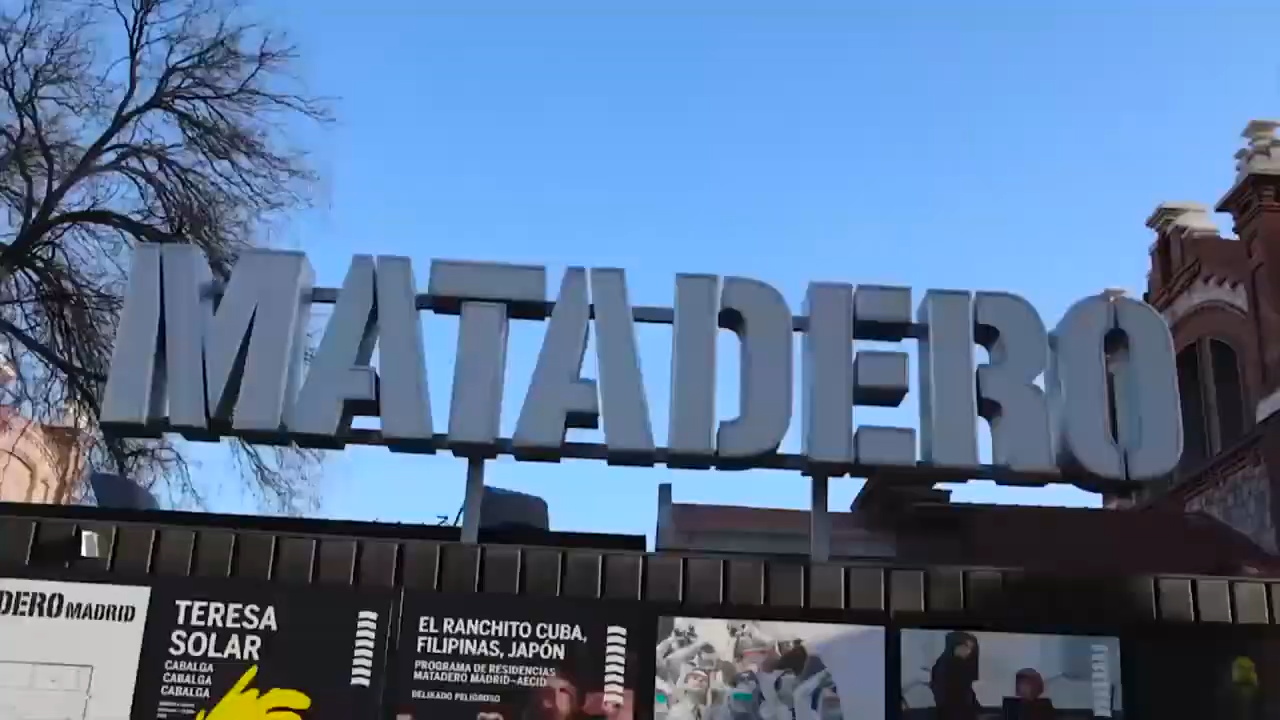 MATADERO
DERO MADRID
TERESA
SOLAR
CABALGA
CABALGA
CABALGA
EL RANCHITO CUBA,
FILIPINAS, JAPÓN
PROGRAMA DE RESIDENCIAS
MATADERO MADRID-AECID
DELIKADO PELIGROSO